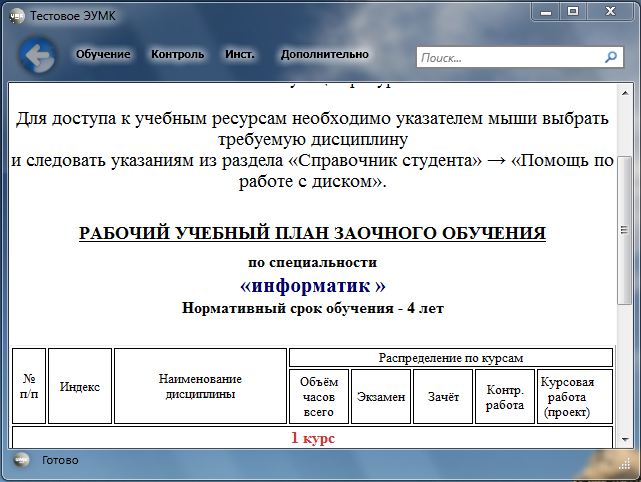 Тестовое ЭУМК
Обучение Контроль Инст. Дополнительно
Поиск...
Для доступа к учебным ресурсам необходимо указателем мыши выбрать
требуемую дисциплину
и следовать указаниям из раздела «Справочник студента» → «Помощь по
работе с диском».
РАБОЧИЙ УЧЕБНЫЙ ПЛАН ЗАОЧНОГО ОБУЧЕНИЯ
по специальности
«информатик »
Нормативный срок обучения - 4 лет
№
п/п
Индекс
Наименование
дисциплины
Распределение по курсам
Объём
часов
всего
Экзамен
Зачёт
Контр.
работа
Курсовая
работа
(проект)
1 курс
Готово